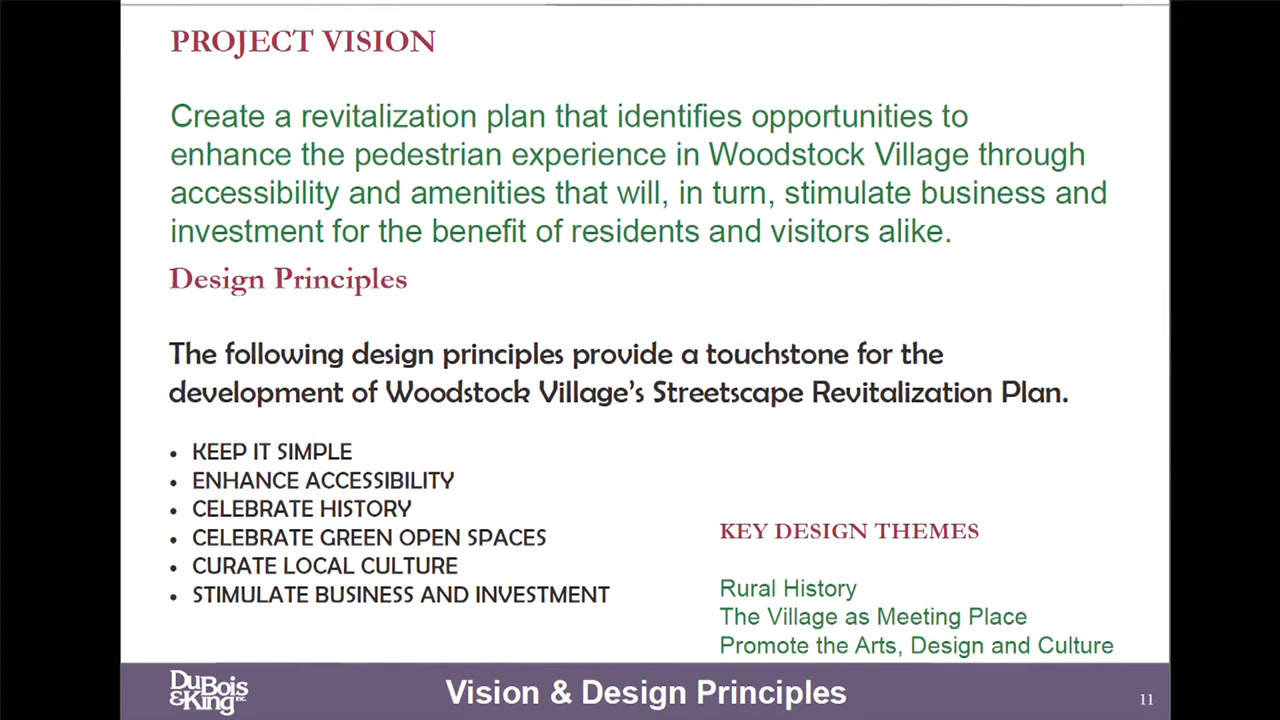 PROJECT VISION
Create a revitalization plan that identifies opportunities to
enhance the pedestrian experience in Woodstock Village through
accessibility and amenities that will, in turn, stimulate business and
investment for the benefit of residents and visitors alike.
Design Principles
The following design principles provide a touchstone for the
development of Woodstock Village's Streetscape Revitalization Plan.
• KEEP IT SIMPLE
• ENHANCE ACCESSIBILITY
• CELEBRATE HISTORY
• CELEBRATE GREEN OPEN SPACES
• CURATE LOCAL CULTURE
• STIMULATE BUSINESS AND INVESTMENT
KEY DESIGN THEMES
Rural History
The Village as Meeting Place
Promote the Arts, Design and Culture
DuBois
&King INC.
Vision & Design Principles
11